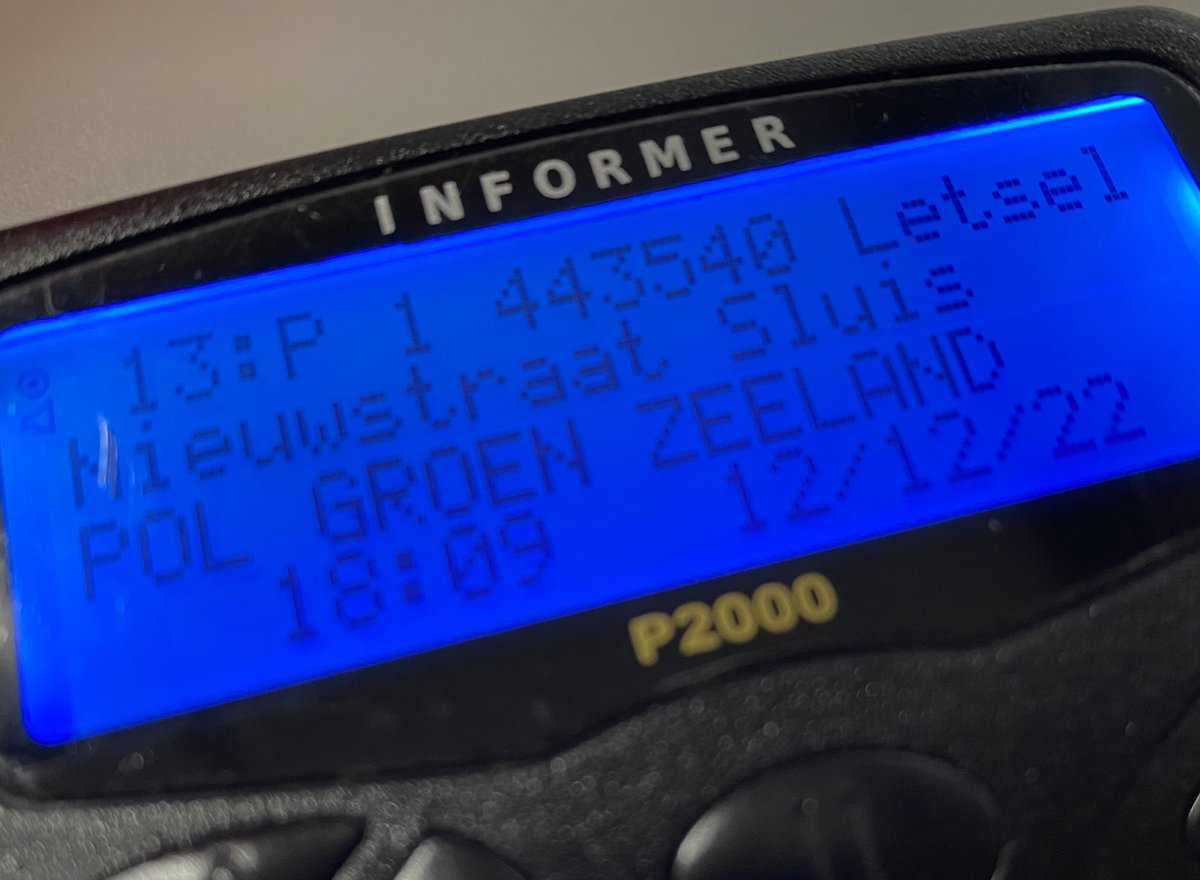 INFORMER
13:P 1 443540 Letsel
Nieuwstraat Sluis
POL GROEN ZEELAND
18:09 12/12/22
P2000